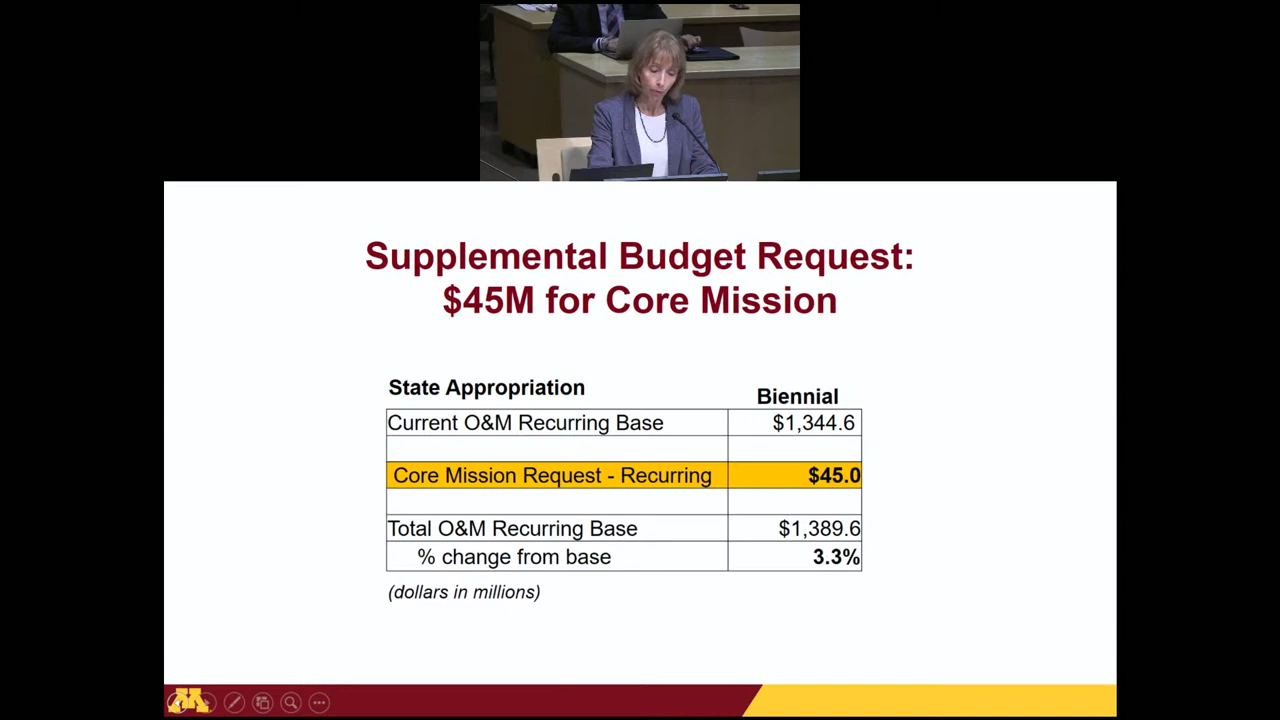 Supplemental Budget Request:
$45M for Core Mission
State Appropriation Biennial
Current O&M Recurring Base $1,344.6
Core Mission Request - Recurring $45.0
Total O&M Recurring Base $1,389.6
% change from base 3.3%
(dollars in millions)
M